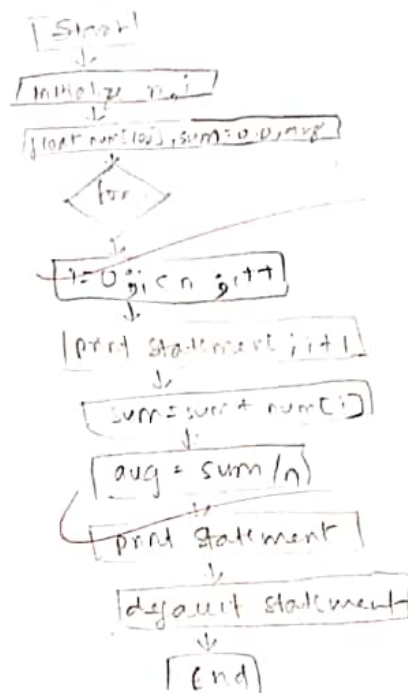 Start
Initialize n,i
float num[100], sum=0.0, avg
for
i=0; i<n; i++
print statement; i+1
sum=sum+ num[i]
avg = sum/n
print statement
default statement
End